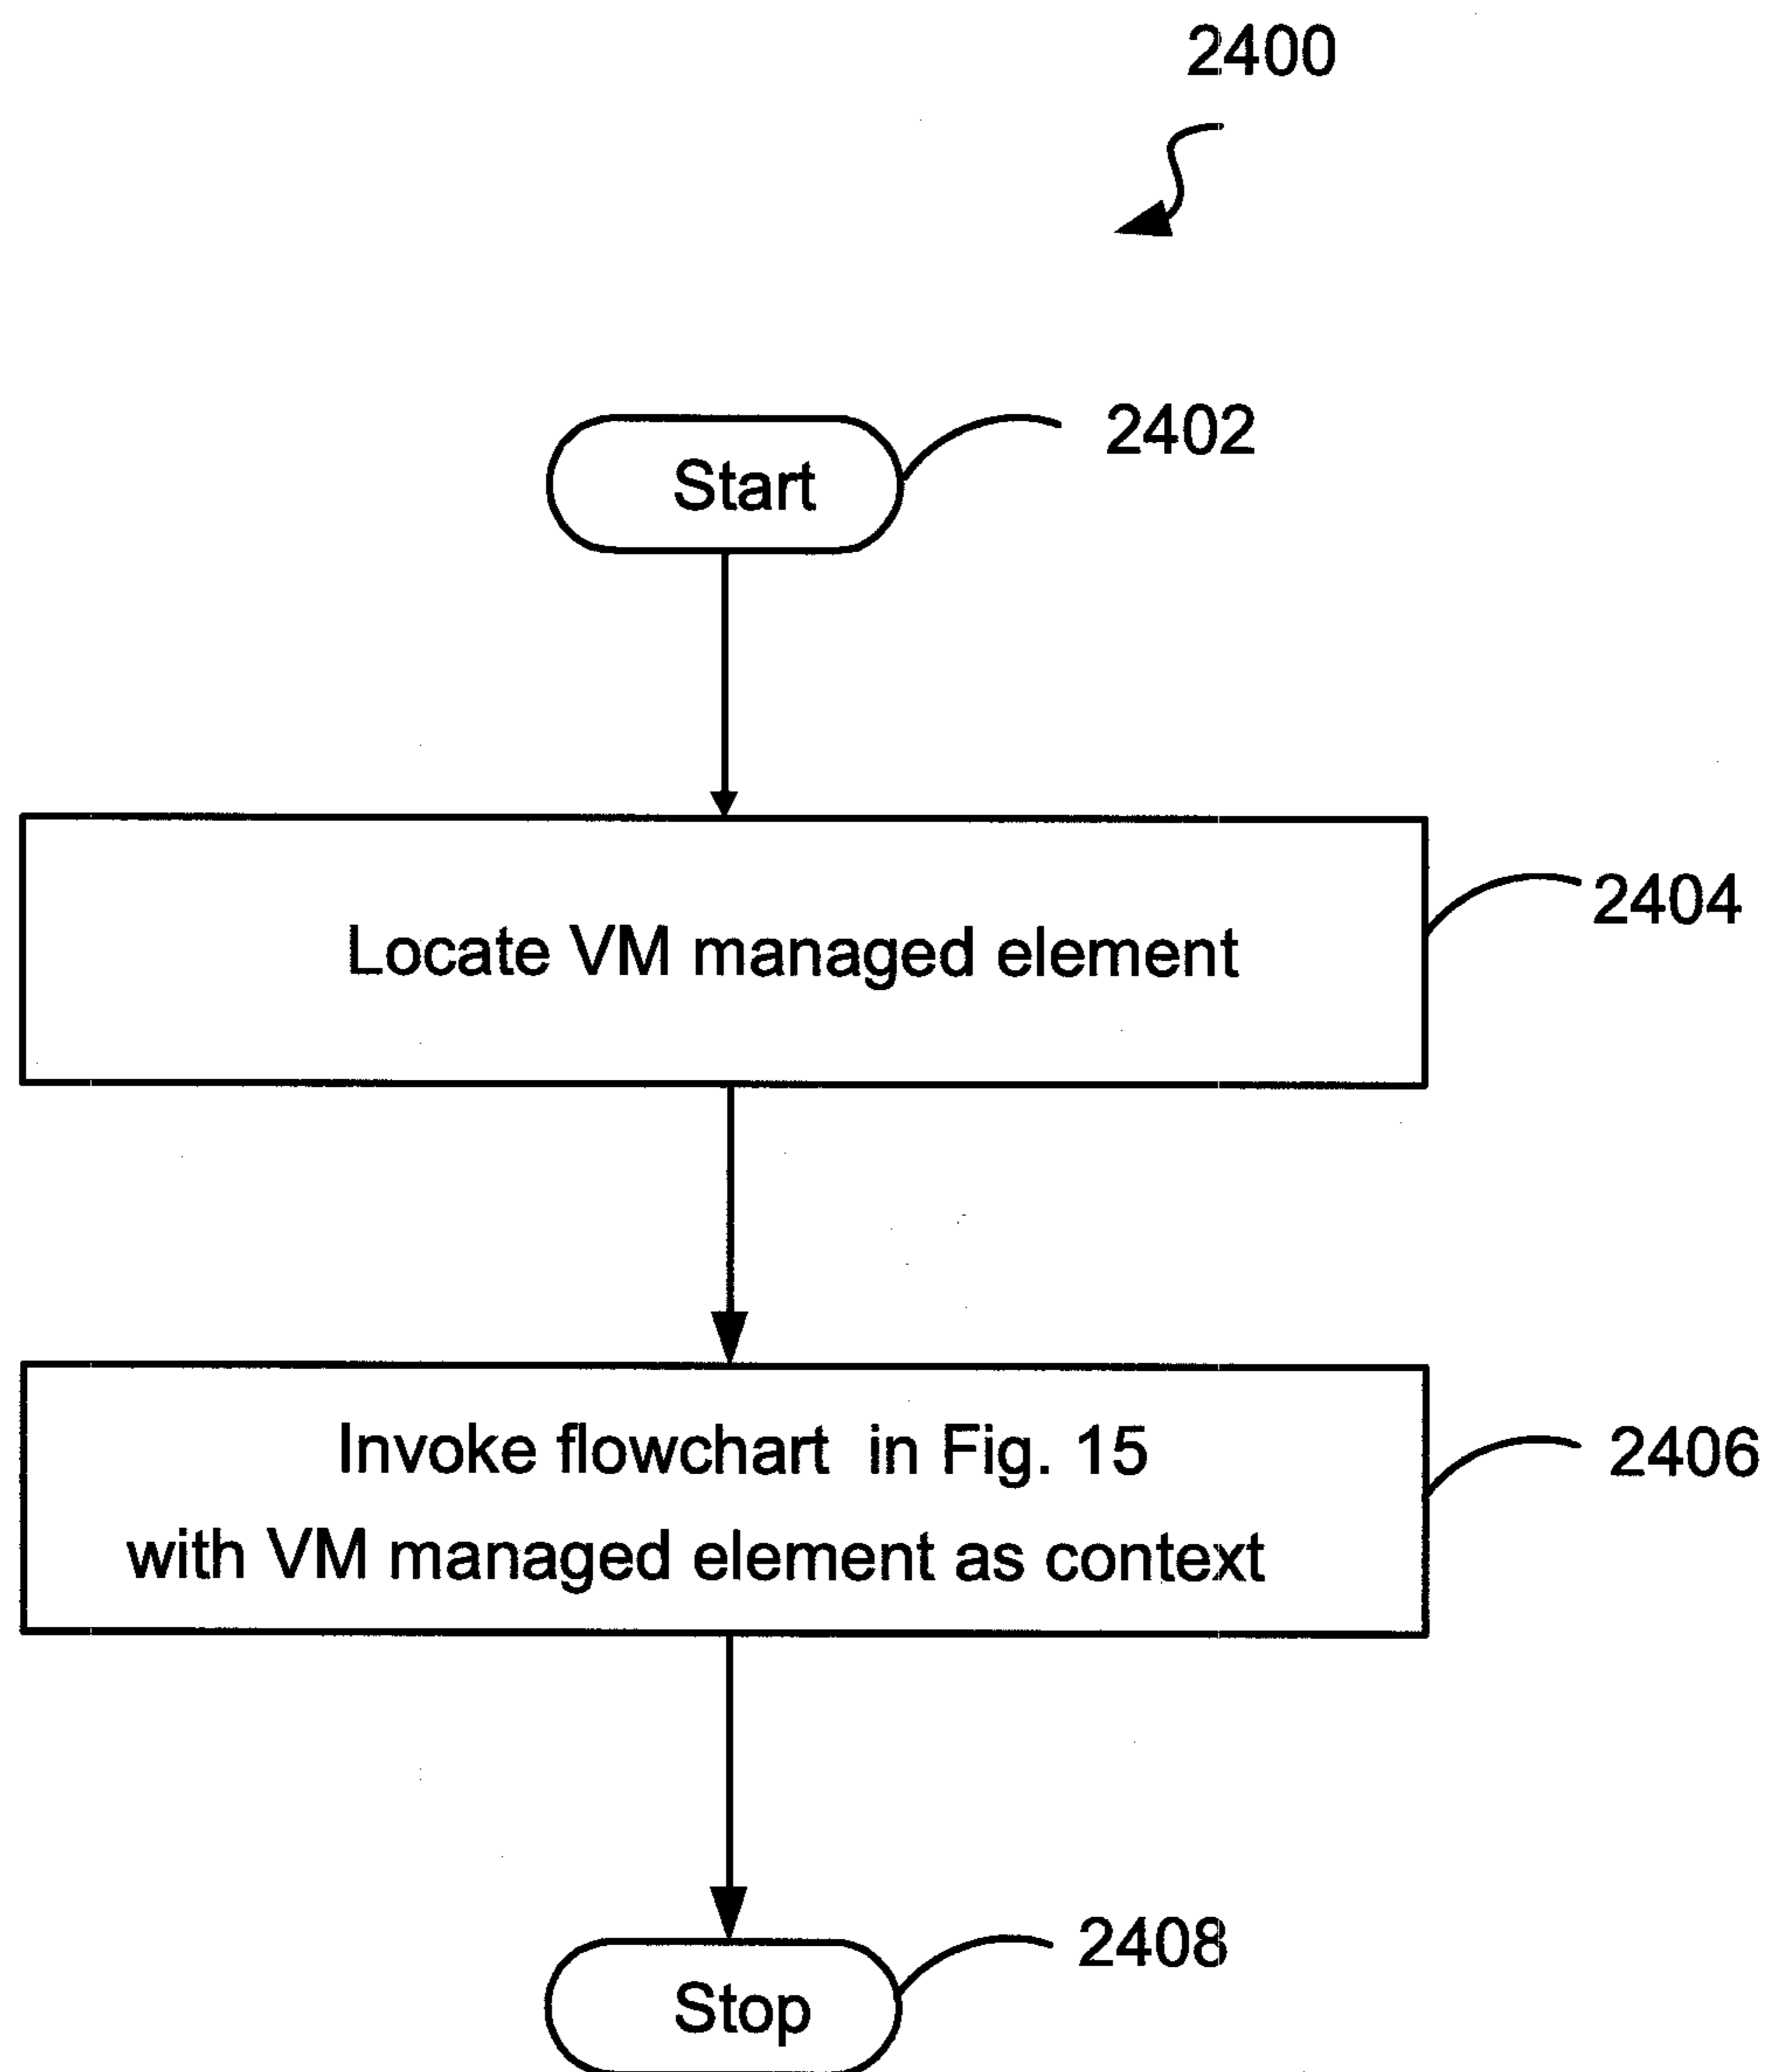 2400
Start
2402
Locate VM managed element
2404
Invoke flowchart in Fig. 15
with VM managed element as context
2406
Stop
2408